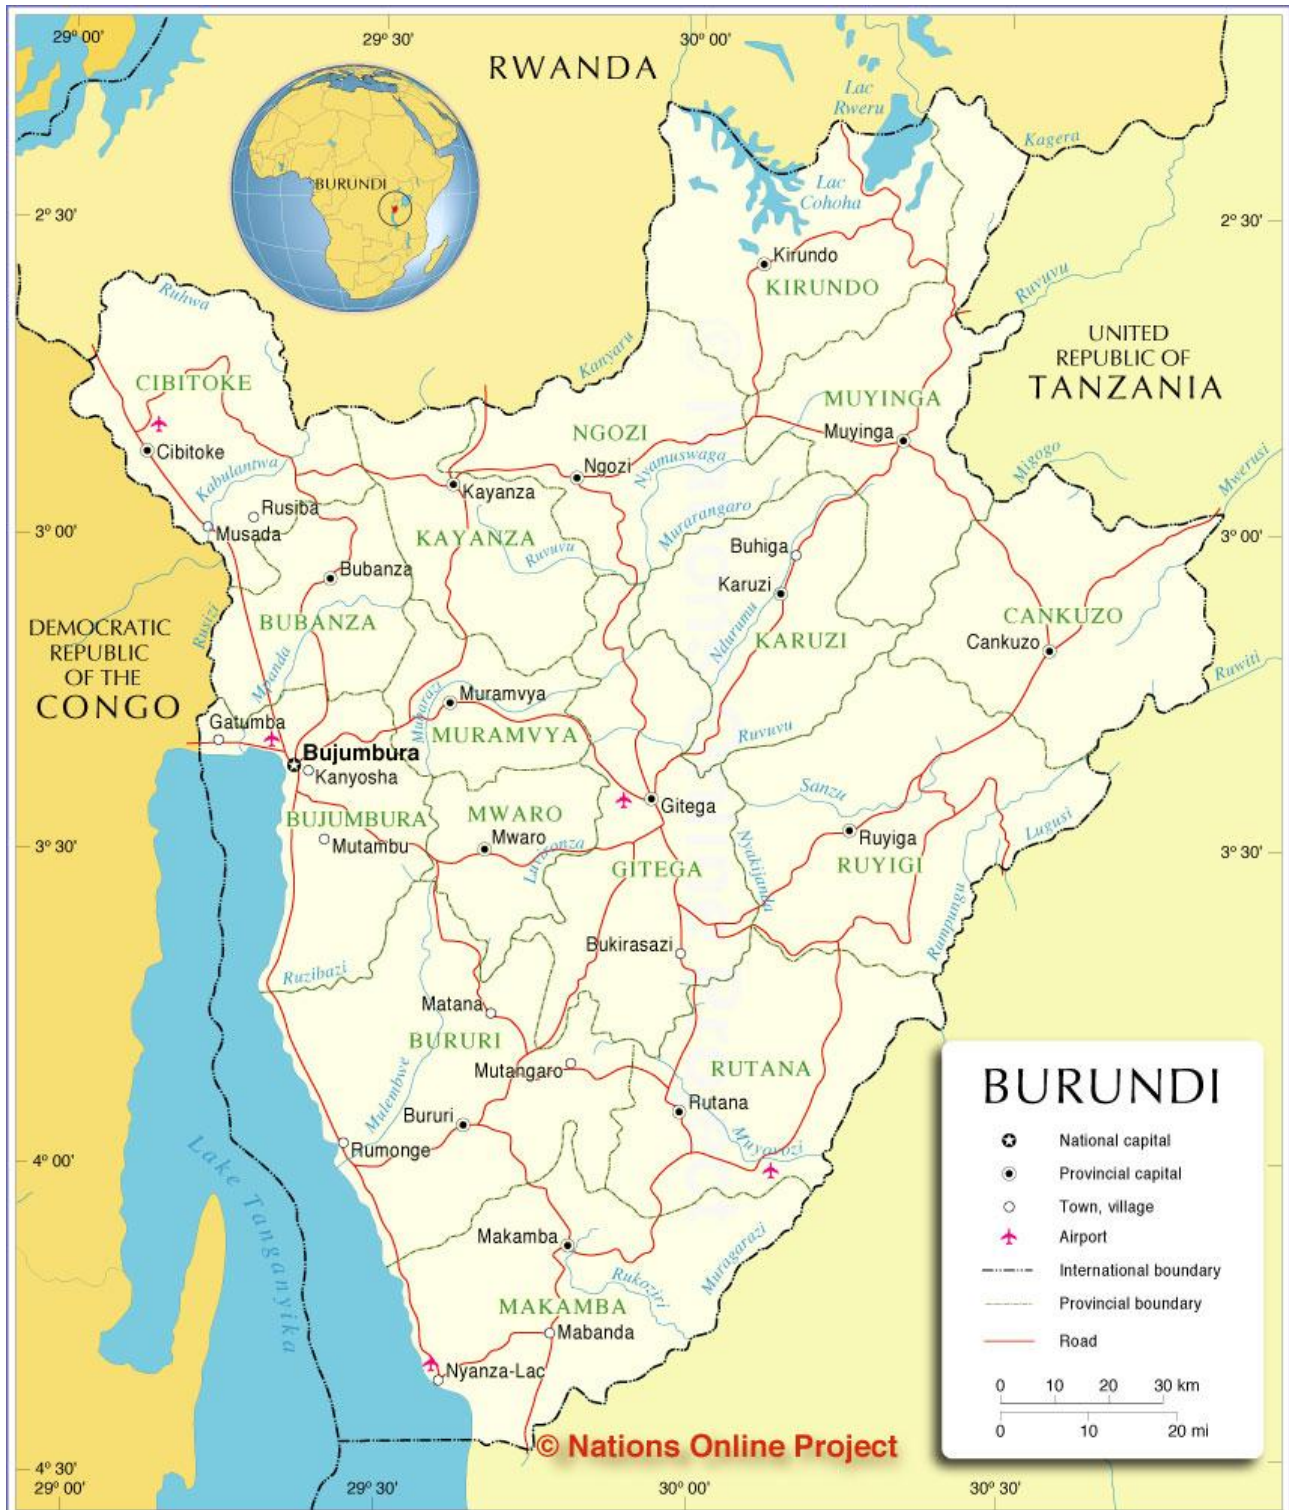 29° 00'
29° 30'
30° 00'
RWANDA
Lac
Rweru
Kagera
BURUNDI
Lac
Cohoha
2° 30'
2° 30'
Kirundo
KIRUNDO
Ruvuvu
Ruhwa
Kanyaru
UNITED
REPUBLIC OF
TANZANIA
CIBITOKE
MUYINGA
Muyinga
NGOZI
Ngozi
Nyamuswaga
Cibitoke
Kabulantwa
Kayanza
KAYANZA
Migogo
Mwerusi
Rusiba
Musada
Murarangaro
3° 00'
3° 00'
Buhiga
Ruvuvu
Bubanza
BUBANZA
Karuzi
KARUZI
Ndurumu
CANKUZO
Cankuzo
Rusizi
DEMOCRATIC
REPUBLIC
OF THE
CONGO
Mpanda
Ruwiti
Mubarazi
Muramvya
MURAMVYA
Gatumba
Ruvuvu
Bujumbura
Kanyosha
Sanzu
Gitega
BUJUMBURA
MWARO
Mwaro
Mutambu
Luvironza
GITEGA
Nyakijanda
Ruyiga
RUYIGI
Lugusi
3° 30'
3° 30'
Rumpungu
Bukirasazi
Ruzibazi
Matana
BURURI
Mutangaro
RUTANA
Rutana
Mulembwe
Bururi
Muyovozi
Rumonge
4° 00'
Lake Tanganyika
Makamba
Rukoziri
Muragarazi
MAKAMBA
Mabanda
Nyanza-Lac
BURUNDI
National capital
Provincial capital
Town, village
Airport
International boundary
Provincial boundary
Road
0 10 20 30 km
0 10 20 mi
© Nations Online Project
4° 30'
29° 00'
29° 30'
30° 00'
30° 30'